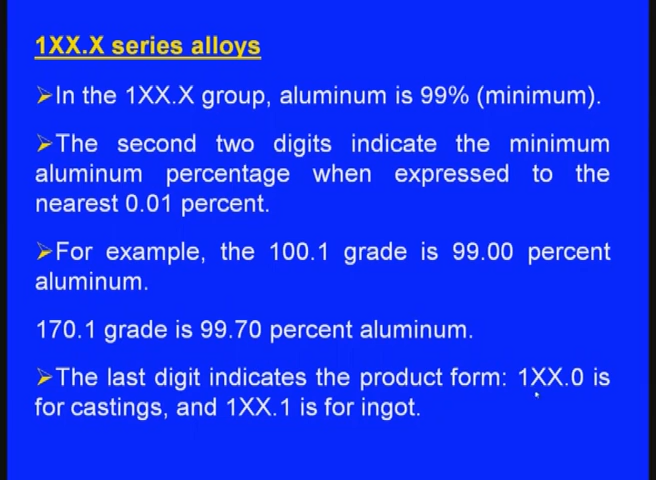 1XX.X series alloys
➢In the 1XX.X group, aluminum is 99% (minimum).
➢The second two digits indicate the minimum
aluminum percentage when expressed to the
nearest 0.01 percent.
➢For example, the 100.1 grade is 99.00 percent
aluminum.
170.1 grade is 99.70 percent aluminum.
➢The last digit indicates the product form: 1XX.0 is
for castings, and 1XX.1 is for ingot.